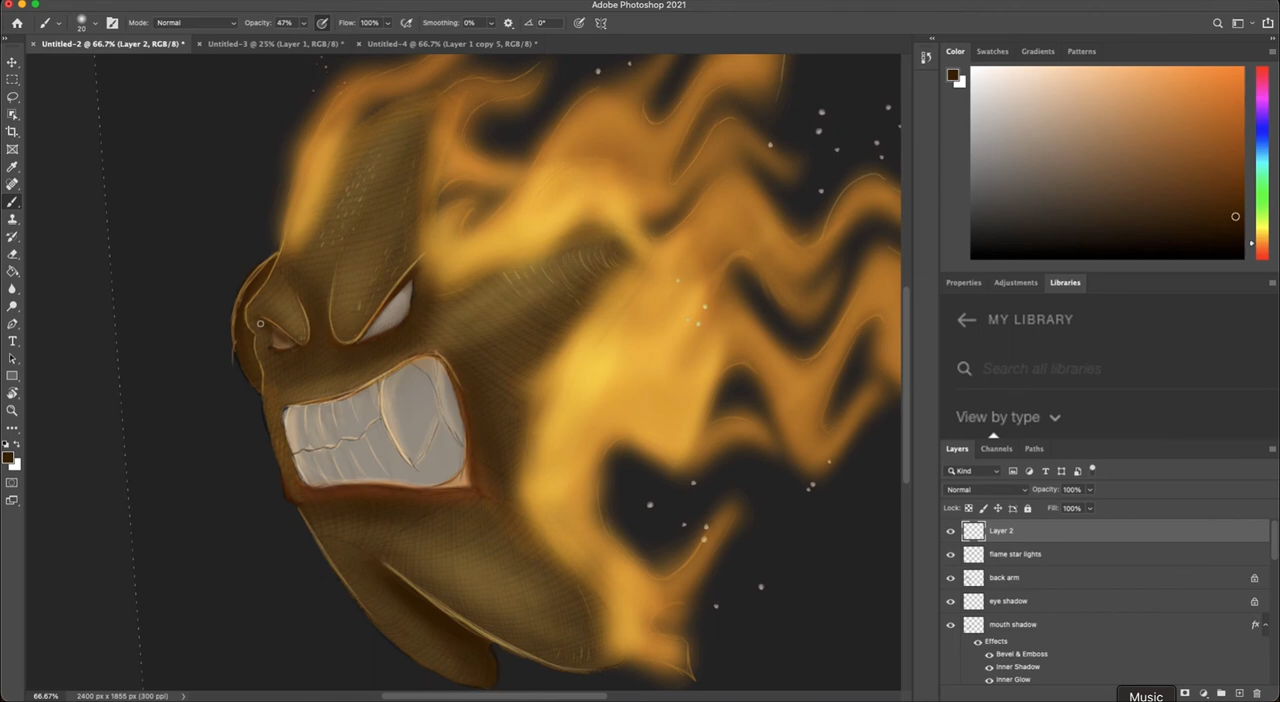 Adobe Photoshop 2021
20 Mode: Normal Opacity: 47% Flow: 100% Smoothing: 0% 0°
× Untitled-2 @ 66.7% (Layer 2, RGB/8) * × Untitled-3 @ 25% (Layer 1, RGB/8) * × Untitled-4 @ 66.7% (Layer 1 copy 5, RGB/8) *
Color Swatches Gradients Patterns
Properties Adjustments Libraries
MY LIBRARY
Search all libraries
View by type
Layers Channels Paths
Kind
Normal Opacity: 100%
Lock: Fill: 100%
Layer 2
flame star lights
back arm
eye shadow
mouth shadow fx
Effects
Bevel & Emboss
Inner Shadow
Inner Glow
66.67% 2400 px x 1855 px (300 ppi)
Music